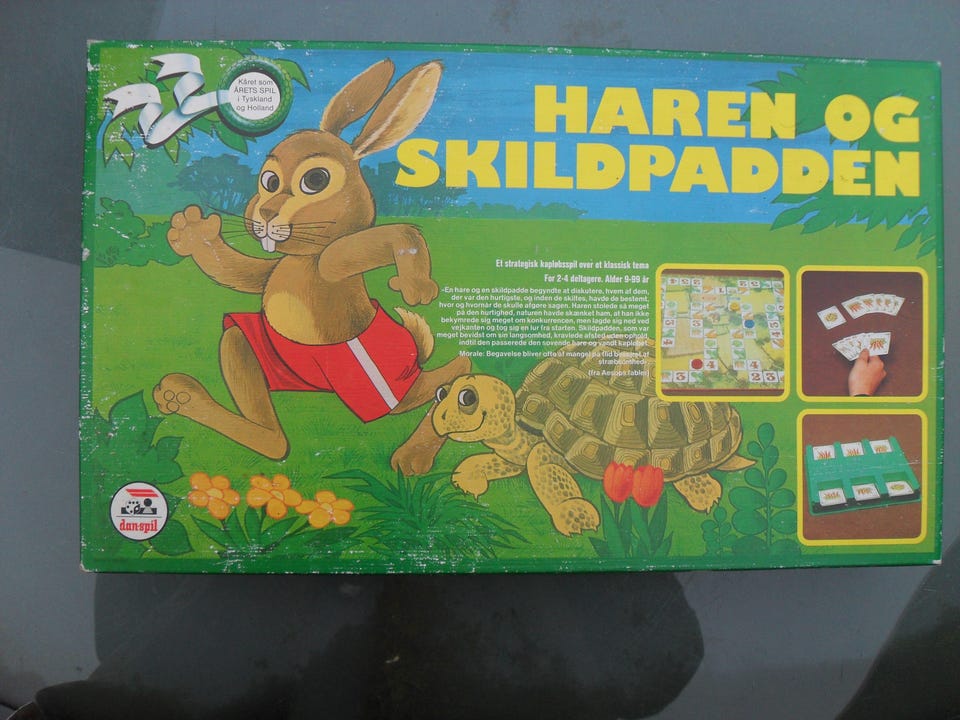 Kåret som
ÅRETS SPIL
i Tyskland
og Holland
HAREN OG
SKILDPADDEN
Et strategisk kapløbsspil over et klassisk tema
For 2-4 deltagere. Alder 9-99 år
»En hare og en skildpadde begyndte at diskutere, hvem af dem,
der var den hurtigste, og inden de skiltes, havde de bestemt,
hvor og hvornår de skulle afgøre sagen. Haren stolede så meget
på den hurtighed, naturen havde skænket ham, at han ikke
bekymrede sig meget om konkurrencen, men lagde sig ned ved
vejkanten og tog sig en lur fra starten. Skildpadden, som var
meget bevidst om sin langsomhed, kravlede afsted uden ophold,
indtil den passerede den sovende hare og vandt kapløbet.
Morale: Begavelse bliver ofte af mangel på flid besejret af
stræbsomhed«.
(fra Aesops fabler)
dan-spil